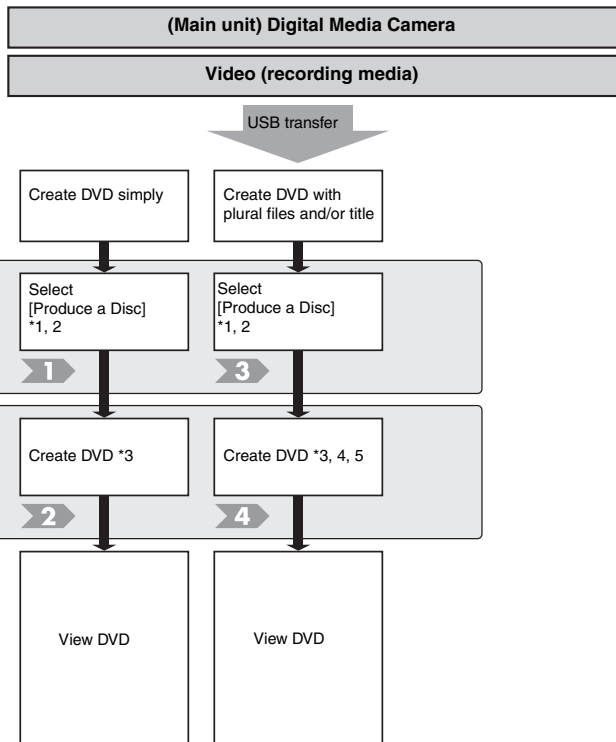 (Main unit) Digital Media Camera
Video (recording media)
USB transfer
Create DVD simply
Create DVD with
plural files and/or title
Select
[Produce a Disc]
*1, 2
1
Select
[Produce a Disc]
*1, 2
3
Create DVD *3
2
Create DVD *3, 4, 5
4
View DVD
View DVD